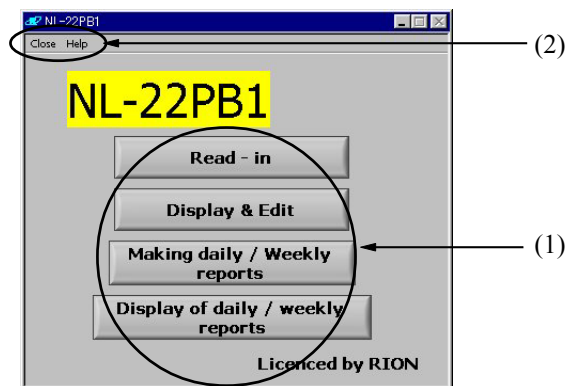 NL-22PB1
Close Help
(2)
NL-22PB1
Read - in
Display & Edit
Making daily / Weekly
reports
(1)
Display of daily / weekly
reports
Licenced by RION